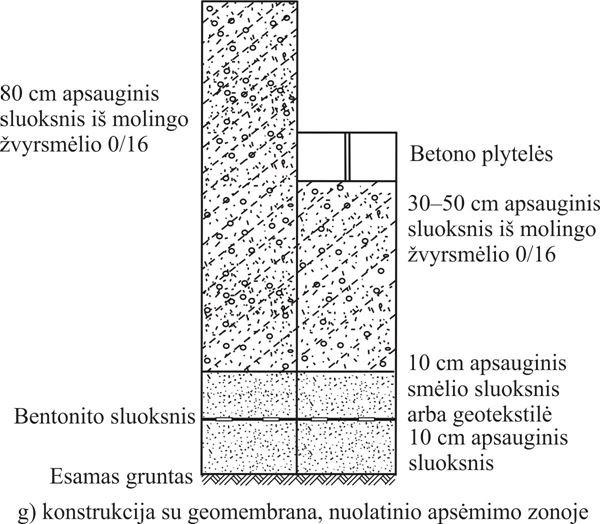 80 cm apsauginis
sluoksnis iš molingo
žvyrsmėlio 0/16
Betono plytelės
30–50 cm apsauginis
sluoksnis iš molingo
žvyrsmėlio 0/16
10 cm apsauginis
smėlio sluoksnis
arba geotekstilė
Bentonito sluoksnis
10 cm apsauginis
sluoksnis
Esamas gruntas
g) konstrukcija su geomembrana, nuolatinio apsėmimo zonoje